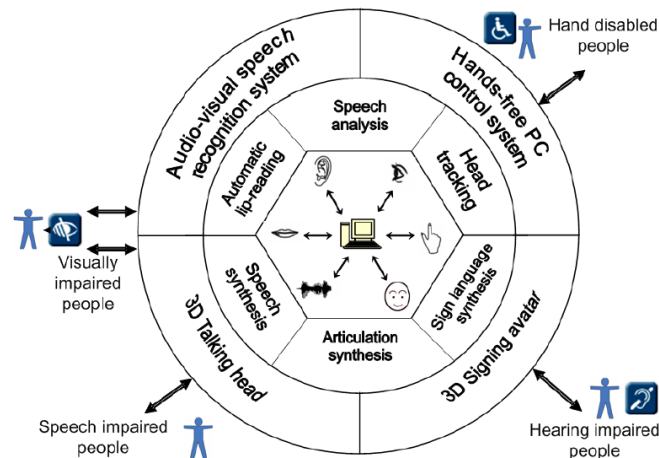 Hand disabled
people
Audio-visual speech
recognition system
Hands-free PC
control system
Speech
analysis
Automatic
lip-reading
Head
tracking
Visually
impaired
people
Speech
synthesis
Sign language
synthesis
Articulation
synthesis
3D Talking head
3D Signing avatar
Speech impaired
people
Hearing impaired
people